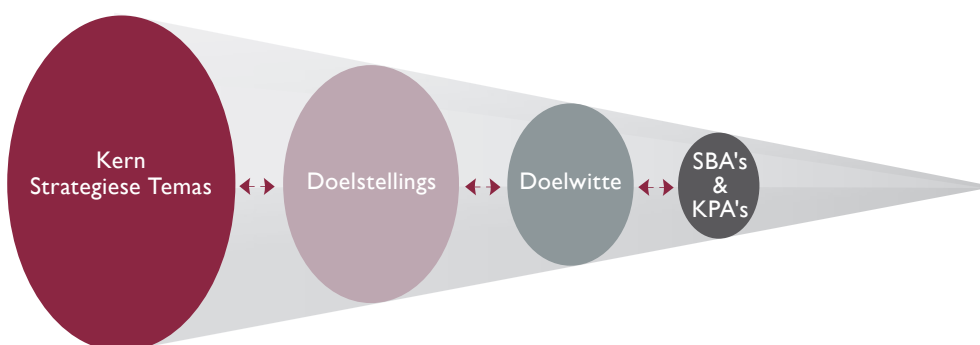 Kern
Strategiese Temas
Doelstellings
Doelwitte
SBA's
&
KPA's